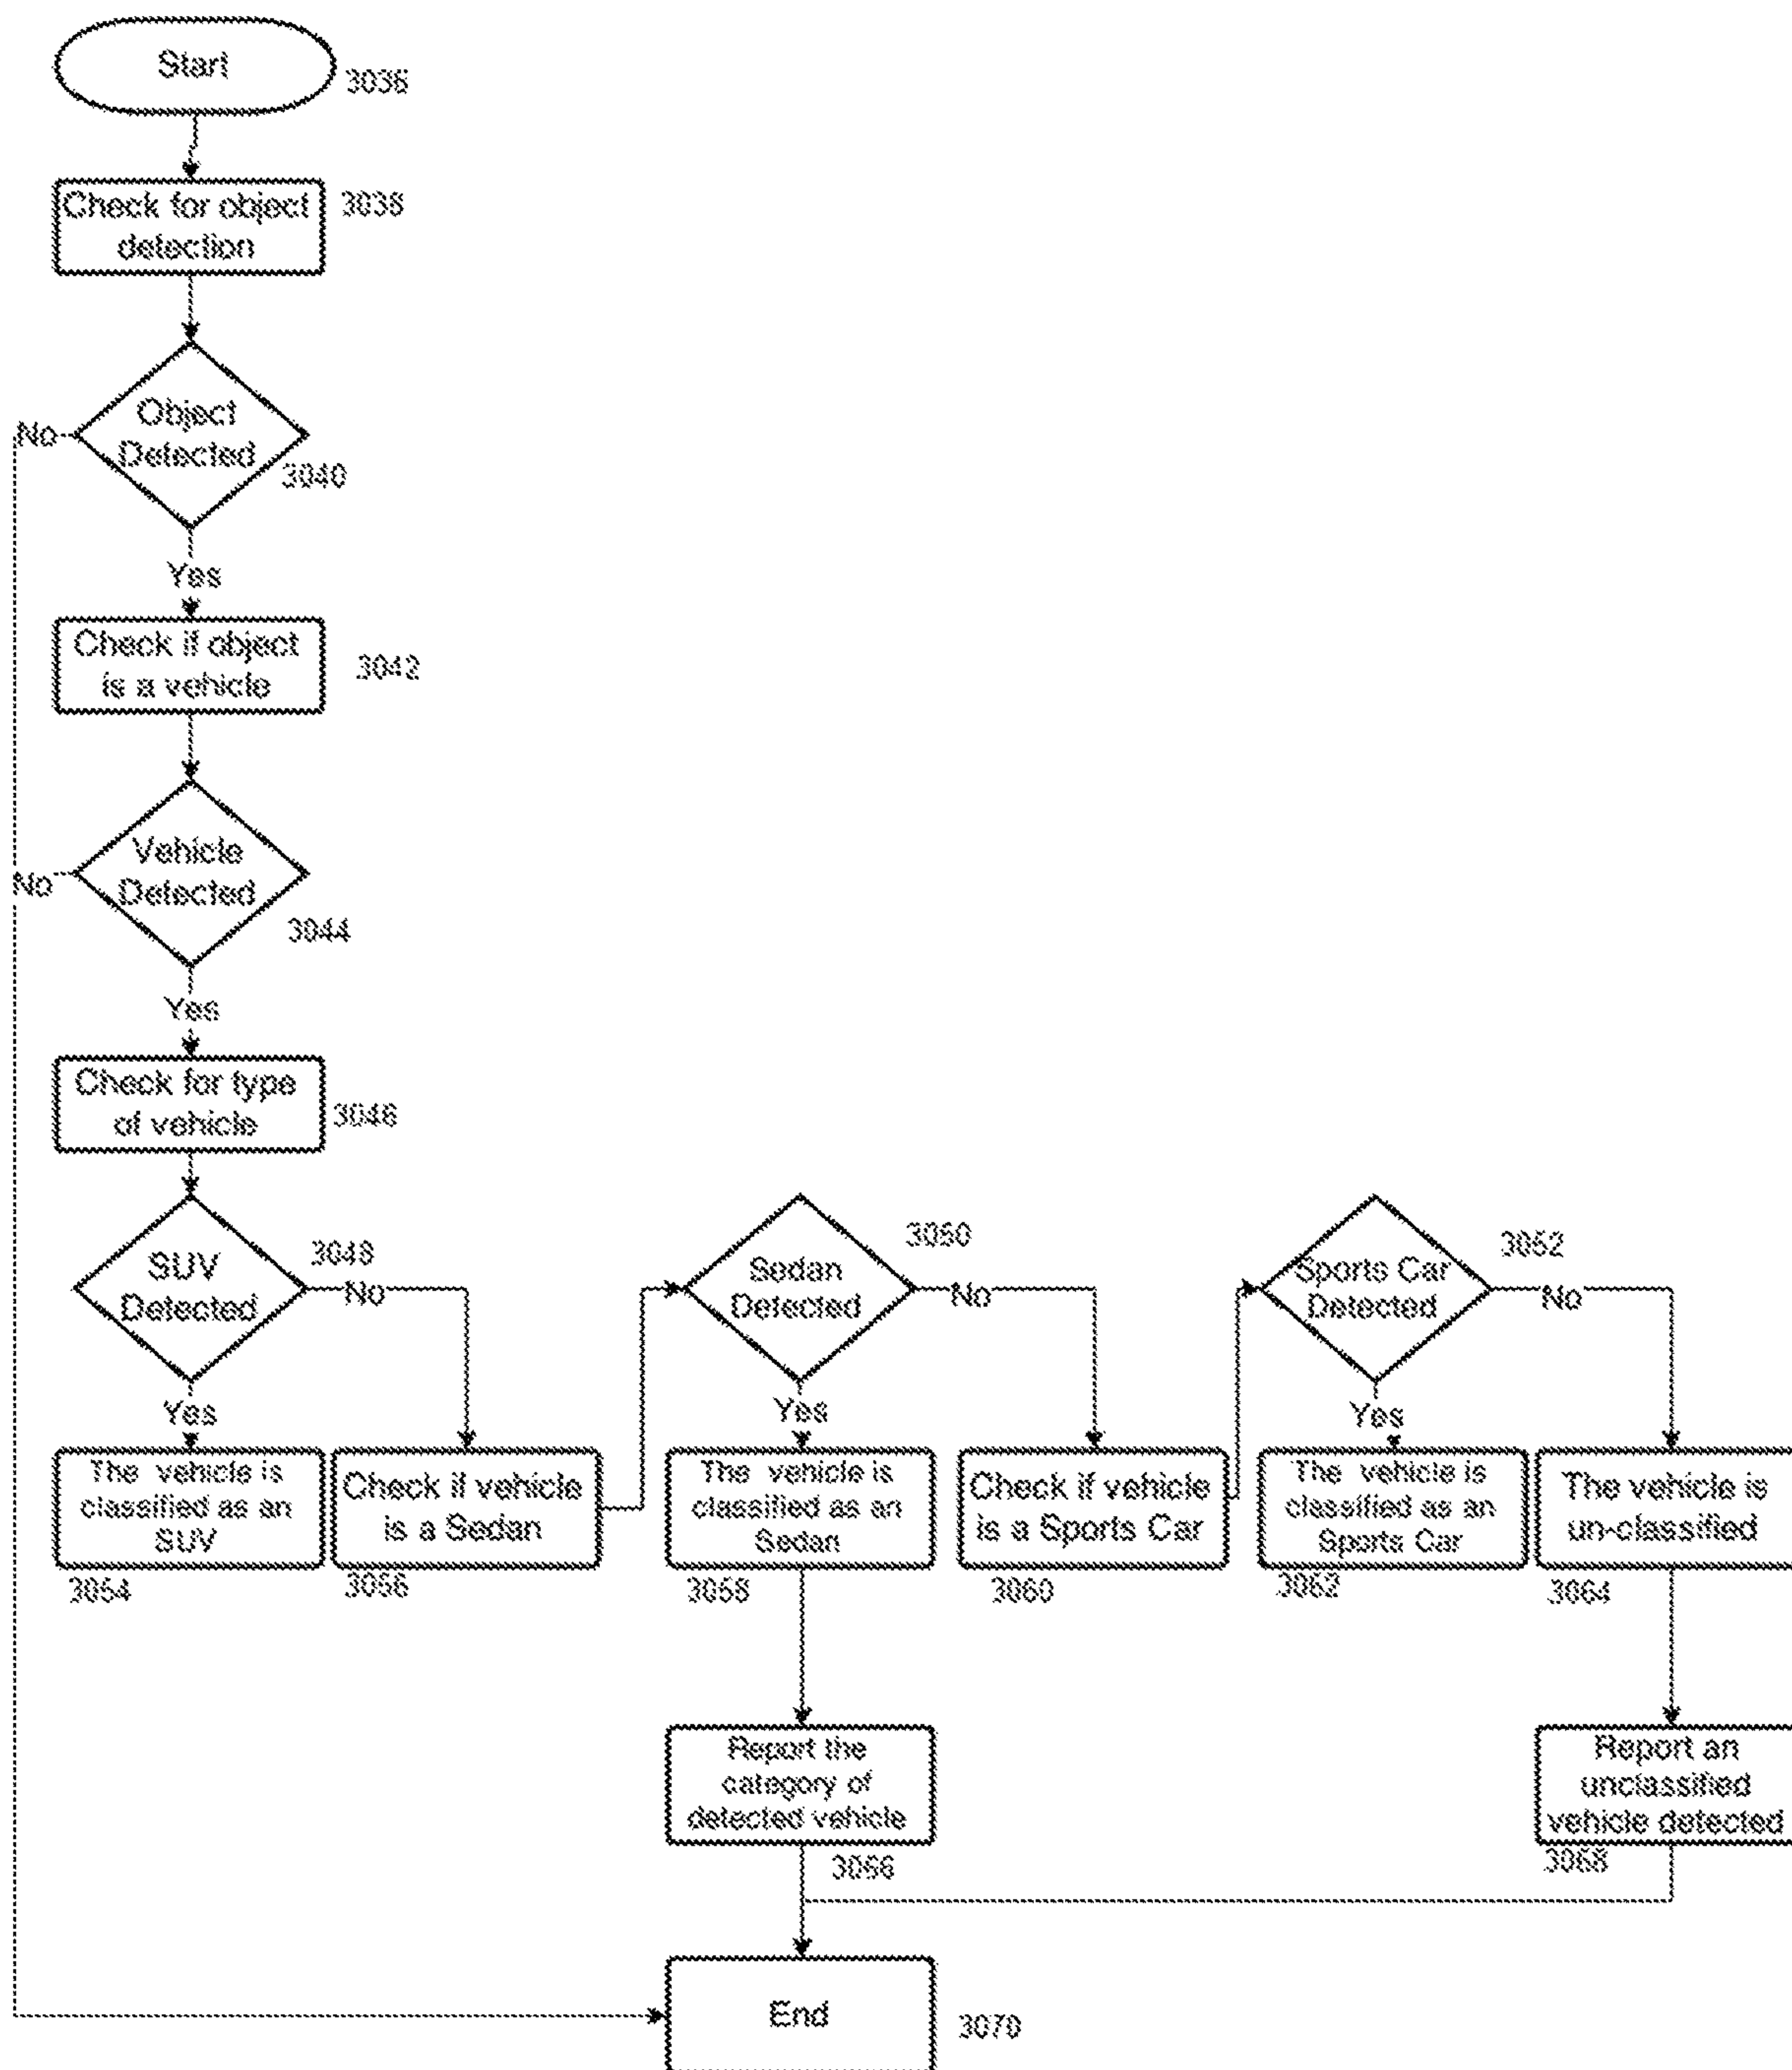 Start
3036
Check for object
detection
3038
Object
Detected
No
3040
Yes
Check if object
is a vehicle
3042
Vehicle
Detected
No
3044
Yes
Check for type
of vehicle
3046
SUV
Detected
3048
No
Yes
Sedan
Detected
3050
No
Yes
Sports Car
Detected
3052
No
Yes
The vehicle is
classified as an
SUV
3054
Check if vehicle
is a Sedan
3056
The vehicle is
classified as an
Sedan
3058
Check if vehicle
is a Sports Car
3060
The vehicle is
classified as an
Sports Car
3062
The vehicle is
un-classified
3064
Report the
category of
detected vehicle
3066
Report an
unclassified
vehicle detected
3068
End
3070